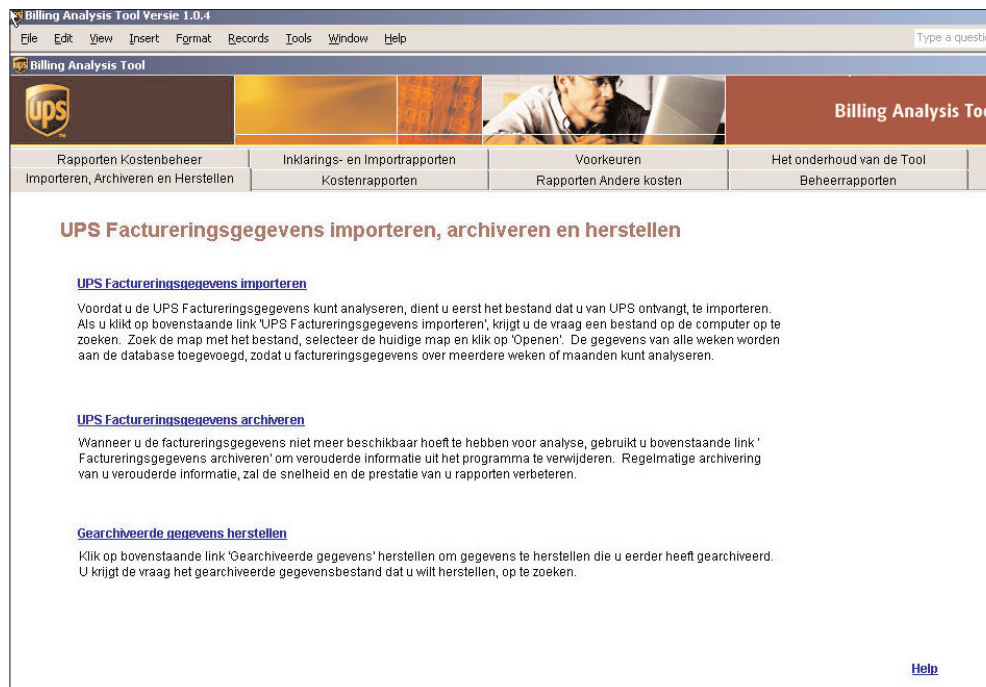 Billing Analysis Tool Versie 1.0.4
File Edit View Insert Format Records Tools Window Help
Type a questi
Billing Analysis Tool
ups
Billing Analysis Too
Rapporten Kostenbeheer Inklarings- en Importrapporten Voorkeuren Het onderhoud van de Tool
Importeren, Archiveren en Herstellen Kostenrapporten Rapporten Andere kosten Beheerrapporten
UPS Factureringsgegevens importeren, archiveren en herstellen
UPS Factureringsgegevens importeren
Voordat u de UPS Factureringsgegevens kunt analyseren, dient u eerst het bestand dat u van UPS ontvangt, te importeren.
Als u klikt op bovenstaande link 'UPS Factureringsgegevens importeren', krijgt u de vraag een bestand op de computer op te
zoeken. Zoek de map met het bestand, selecteer de huidige map en klik op 'Openen'. De gegevens van alle weken worden
aan de database toegevoegd, zodat u factureringsgegevens over meerdere weken of maanden kunt analyseren.
UPS Factureringsgegevens archiveren
Wanneer u de factureringsgegevens niet meer beschikbaar hoeft te hebben voor analyse, gebruikt u bovenstaande link '
Factureringsgegevens archiveren' om verouderde informatie uit het programma te verwijderen. Regelmatige archivering
van u verouderde informatie, zal de snelheid en de prestatie van u rapporten verbeteren.
Gearchiveerde gegevens herstellen
Klik op bovenstaande link 'Gearchiveerde gegevens' herstellen om gegevens te herstellen die u eerder heeft gearchiveerd.
U krijgt de vraag het gearchiveerde gegevensbestand dat u wilt herstellen, op te zoeken.
Help